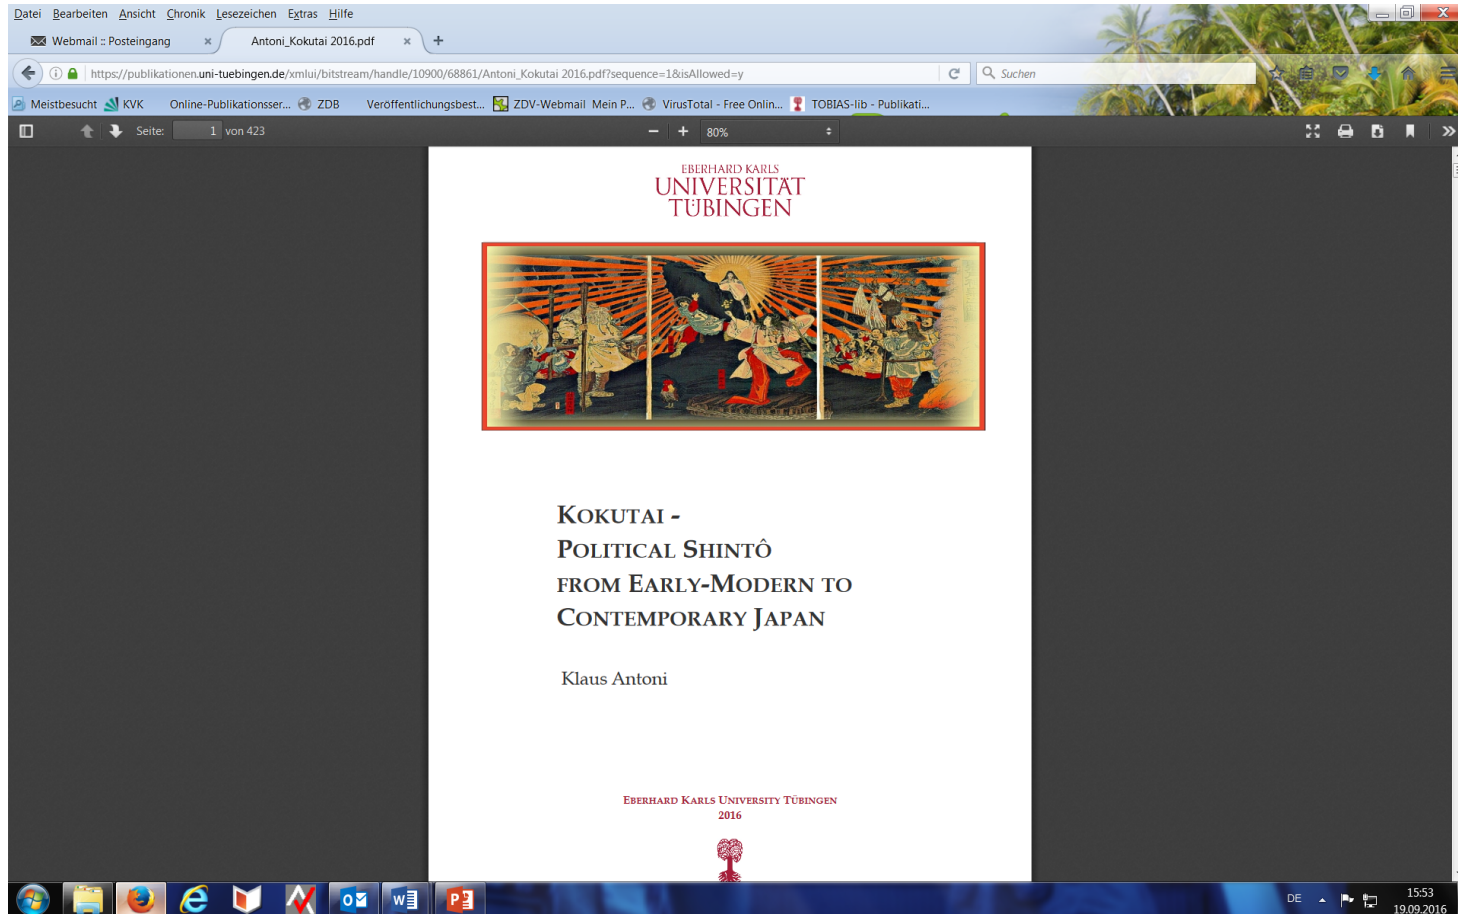 Datei Bearbeiten Ansicht Chronik Lesezeichen Extras Hilfe
Webmail :: Posteingang × Antoni_Kokutai 2016.pdf × +
https://publikationen.uni-tuebingen.de/xmlui/bitstream/handle/10900/68861/Antoni_Kokutai 2016.pdf?sequence=1&isAllowed=y Suchen
Meistbesucht KVK Online-Publikationsser... ZDB Veröffentlichungsbest... ZDV-Webmail Mein P... VirusTotal - Free Onlin... TOBIAS-lib - Publikati...
Seite: 1 von 423 80%
EBERHARD KARLS
UNIVERSITÄT
TÜBINGEN
KOKUTAI -
POLITICAL SHINTÔ
FROM EARLY-MODERN TO
CONTEMPORARY JAPAN
Klaus Antoni
EBERHARD KARLS UNIVERSITY TÜBINGEN
2016
DE 15:53
19.09.2016